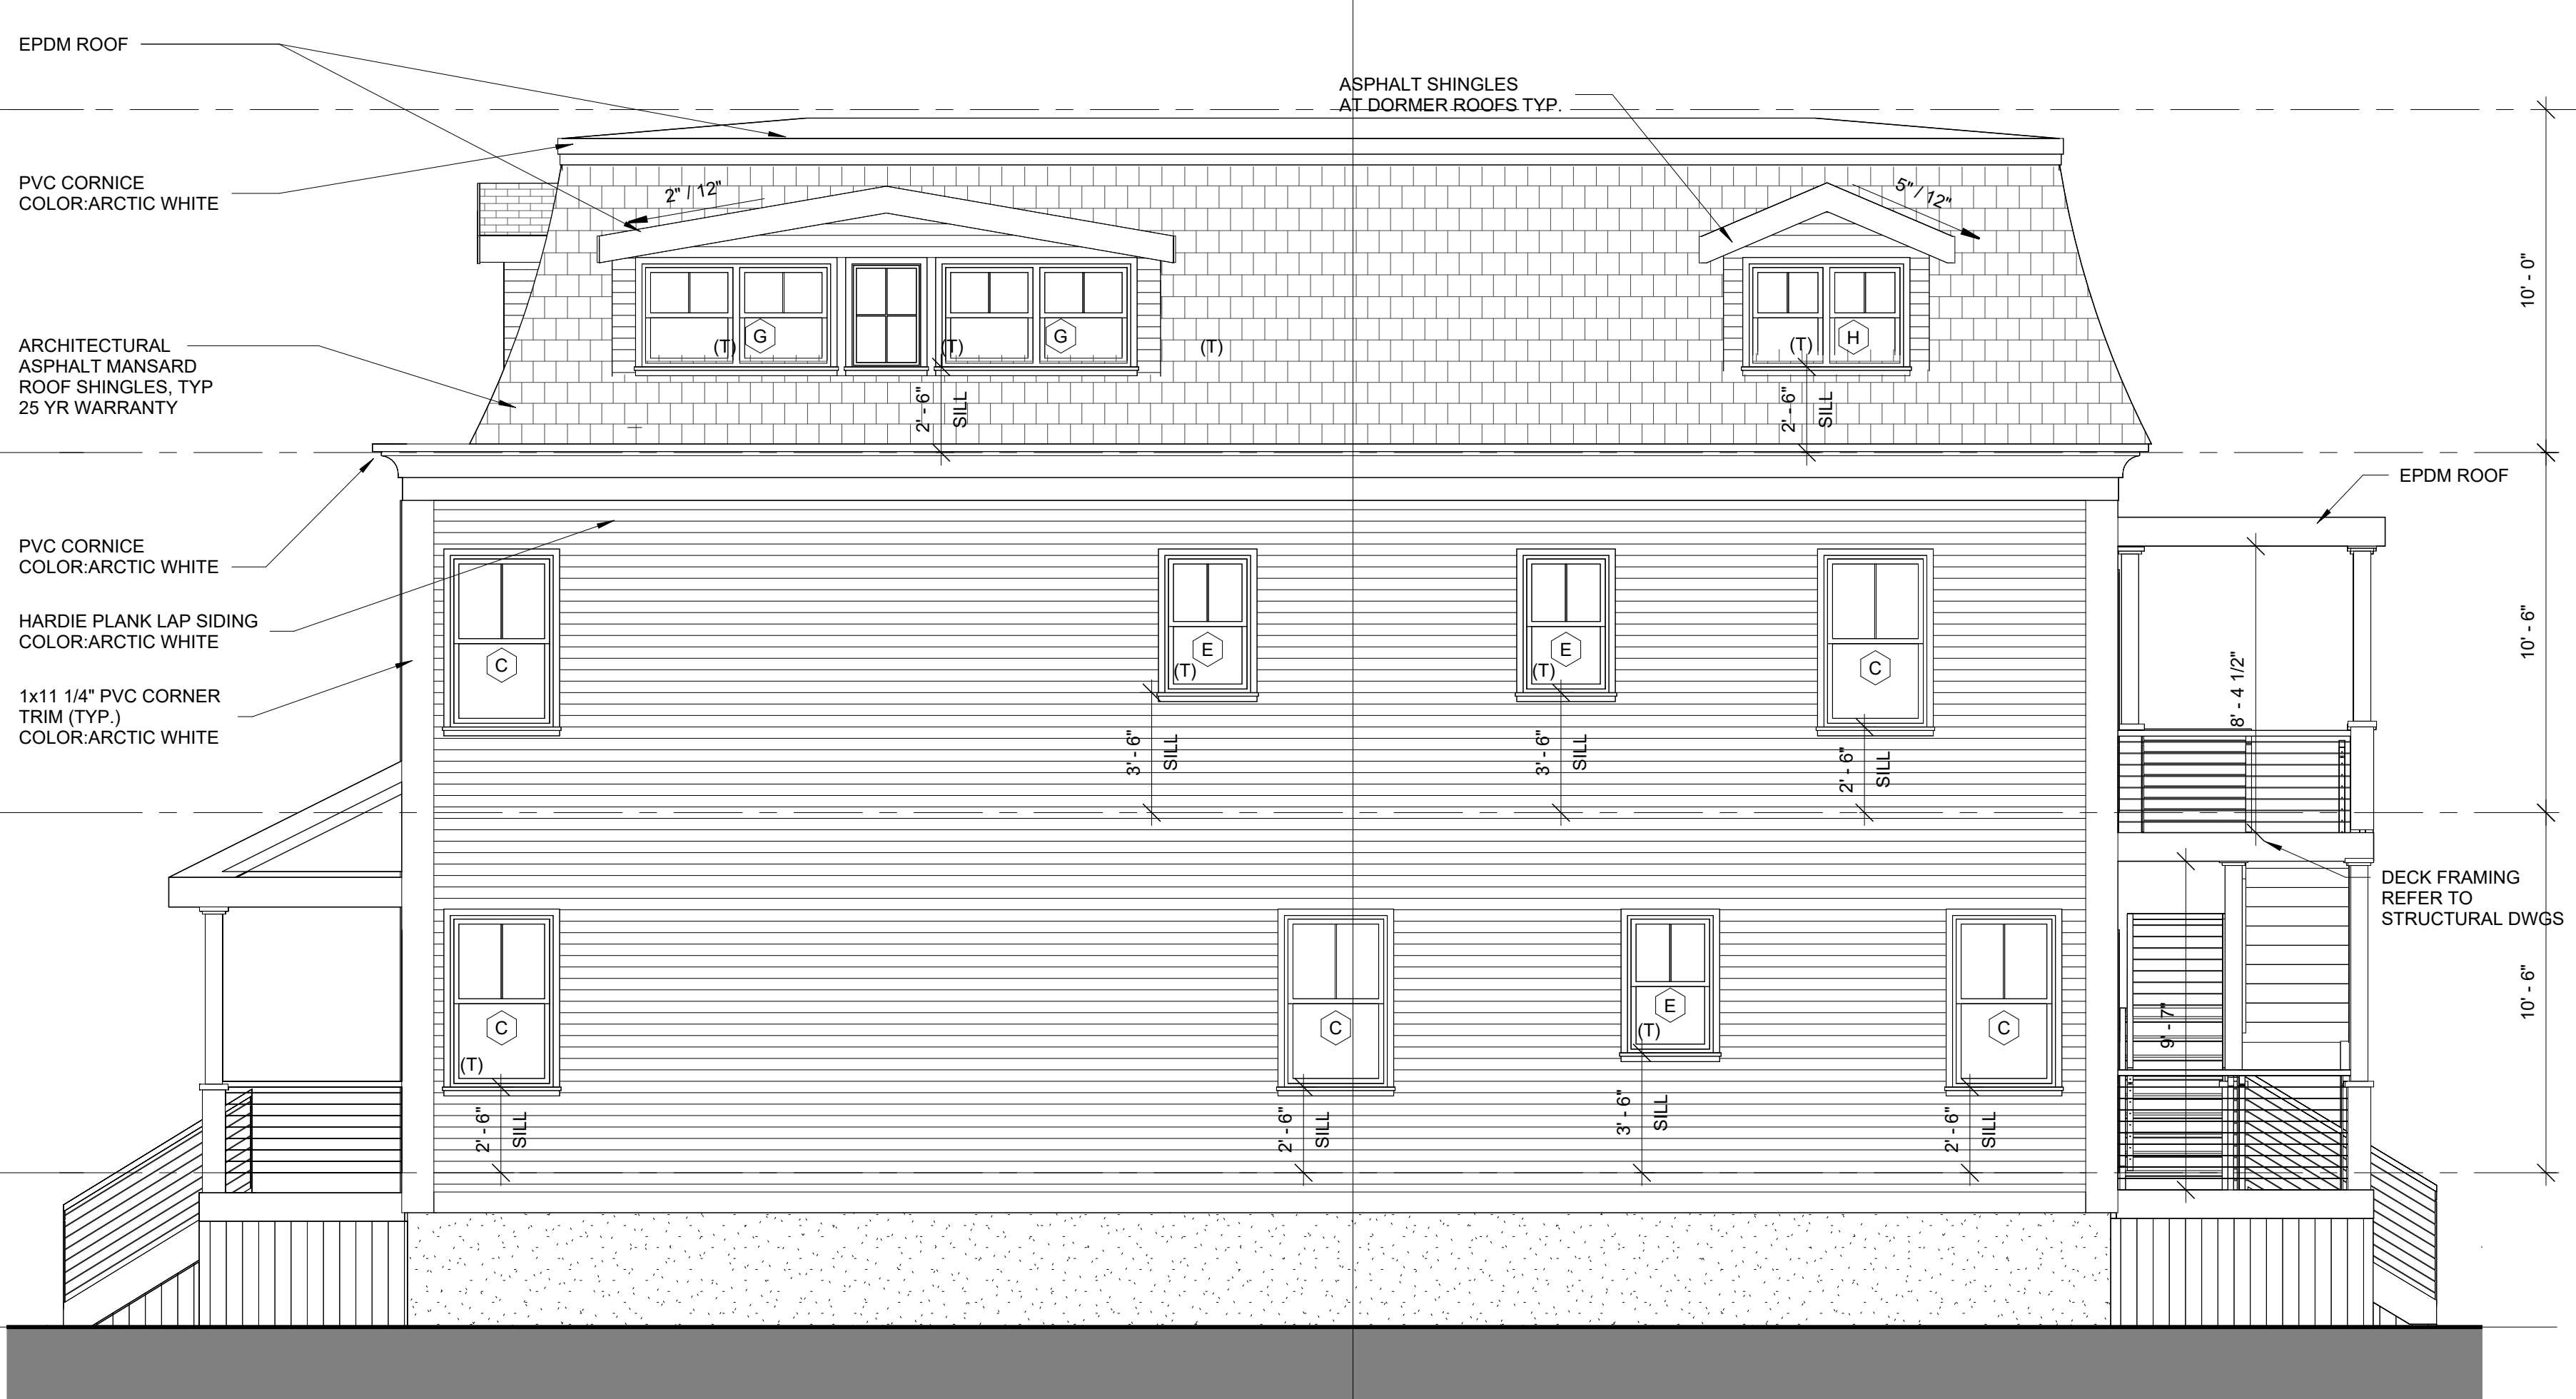 EPDM ROOF
ASPHALT SHINGLES
AT DORMER ROOFS TYP.
PVC CORNICE
COLOR:ARCTIC WHITE
2" / 12"
5" / 12"
10' - 0"
ARCHITECTURAL
ASPHALT MANSARD
ROOF SHINGLES, TYP
25 YR WARRANTY
G
G
H
(T)
(T)
(T)
(T)
2' - 6"
SILL
2' - 6"
SILL
EPDM ROOF
PVC CORNICE
COLOR:ARCTIC WHITE
HARDIE PLANK LAP SIDING
COLOR:ARCTIC WHITE
1x11 1/4" PVC CORNER
TRIM (TYP.)
COLOR:ARCTIC WHITE
C
E
(T)
E
(T)
C
10' - 6"
8' - 4 1/2"
3' - 6"
SILL
3' - 6"
SILL
2' - 6"
SILL
DECK FRAMING
REFER TO
STRUCTURAL DWGS
C
(T)
C
E
(T)
C
9' - 7"
10' - 6"
2' - 6"
SILL
2' - 6"
SILL
3' - 6"
SILL
2' - 6"
SILL